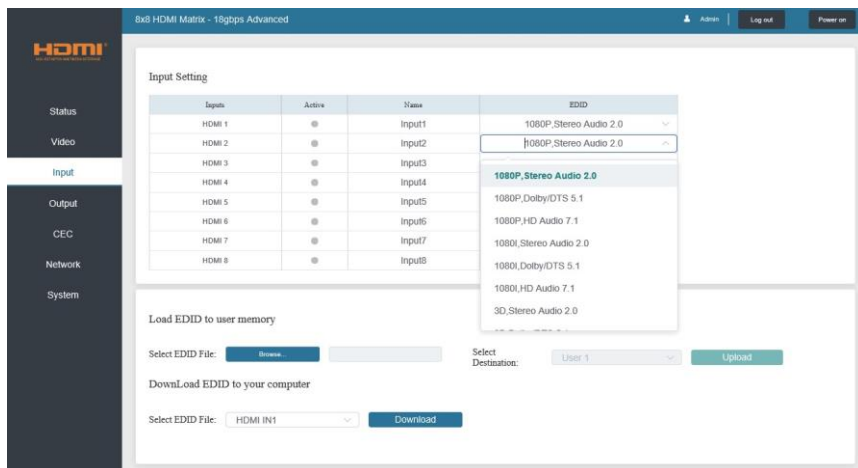 8x8 HDMI Matrix - 18gbps Advanced
Admin
Log out
Power on
HDMI
Status
Video
Input
Output
CEC
Network
System
Input Setting
Inputs Active Name EDID
HDMI 1 Input1 1080P,Stereo Audio 2.0
HDMI 2 Input2 1080P,Stereo Audio 2.0
HDMI 3 Input3
HDMI 4 Input4
HDMI 5 Input5
HDMI 6 Input6
HDMI 7 Input7
HDMI 8 Input8
1080P,Stereo Audio 2.0
1080P,Dolby/DTS 5.1
1080P,HD Audio 7.1
1080I,Stereo Audio 2.0
1080I,Dolby/DTS 5.1
1080I,HD Audio 7.1
3D,Stereo Audio 2.0
Load EDID to user memory
Select EDID File: Browse...
Select
Destination: User 1 Upload
DownLoad EDID to your computer
Select EDID File: HDMI IN1 Download